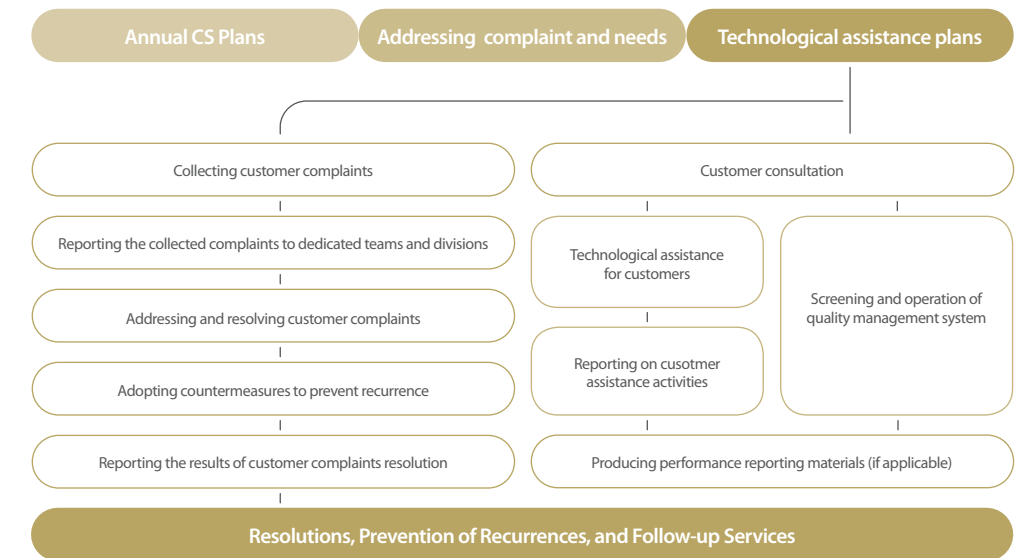 Annual CS Plans
Addressing complaint and needs
Technological assistance plans
Collecting customer complaints
Reporting the collected complaints to dedicated teams and divisions
Addressing and resolving customer complaints
Adopting countermeasures to prevent recurrence
Reporting the results of customer complaints resolution
Customer consultation
Technological assistance
for customers
Reporting on cusotmer
assistance activities
Screening and operation of
quality management system
Producing performance reporting materials (if applicable)
Resolutions, Prevention of Recurrences, and Follow-up Services